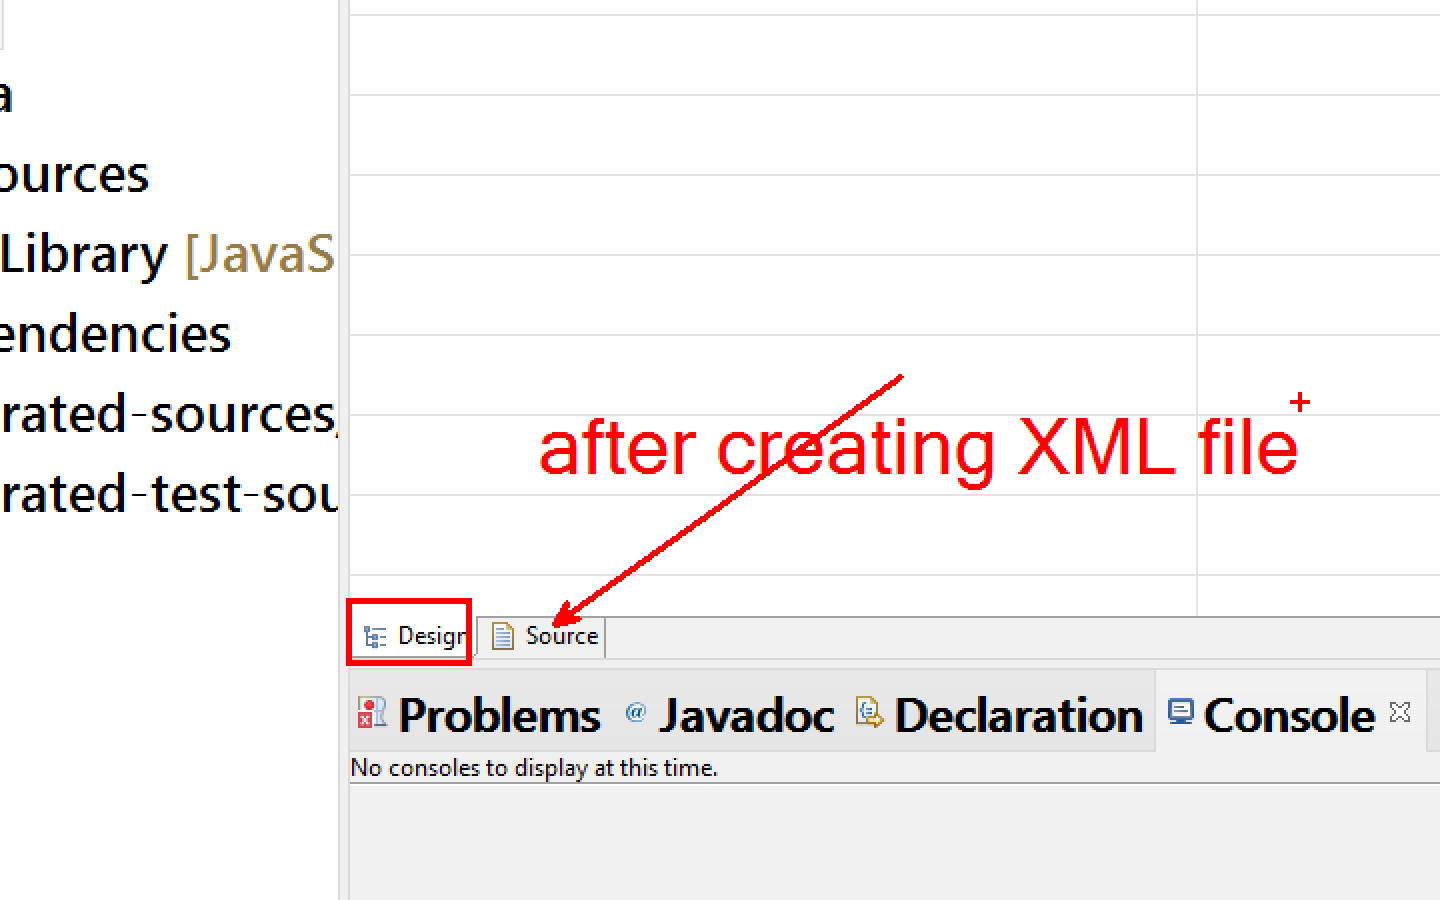 a
ources
Library [JavaS
endencies
rated-sources,
rated-test-sou
after creating XML file
Design
Source
Problems
@ Javadoc
Declaration
Console
No consoles to display at this time.